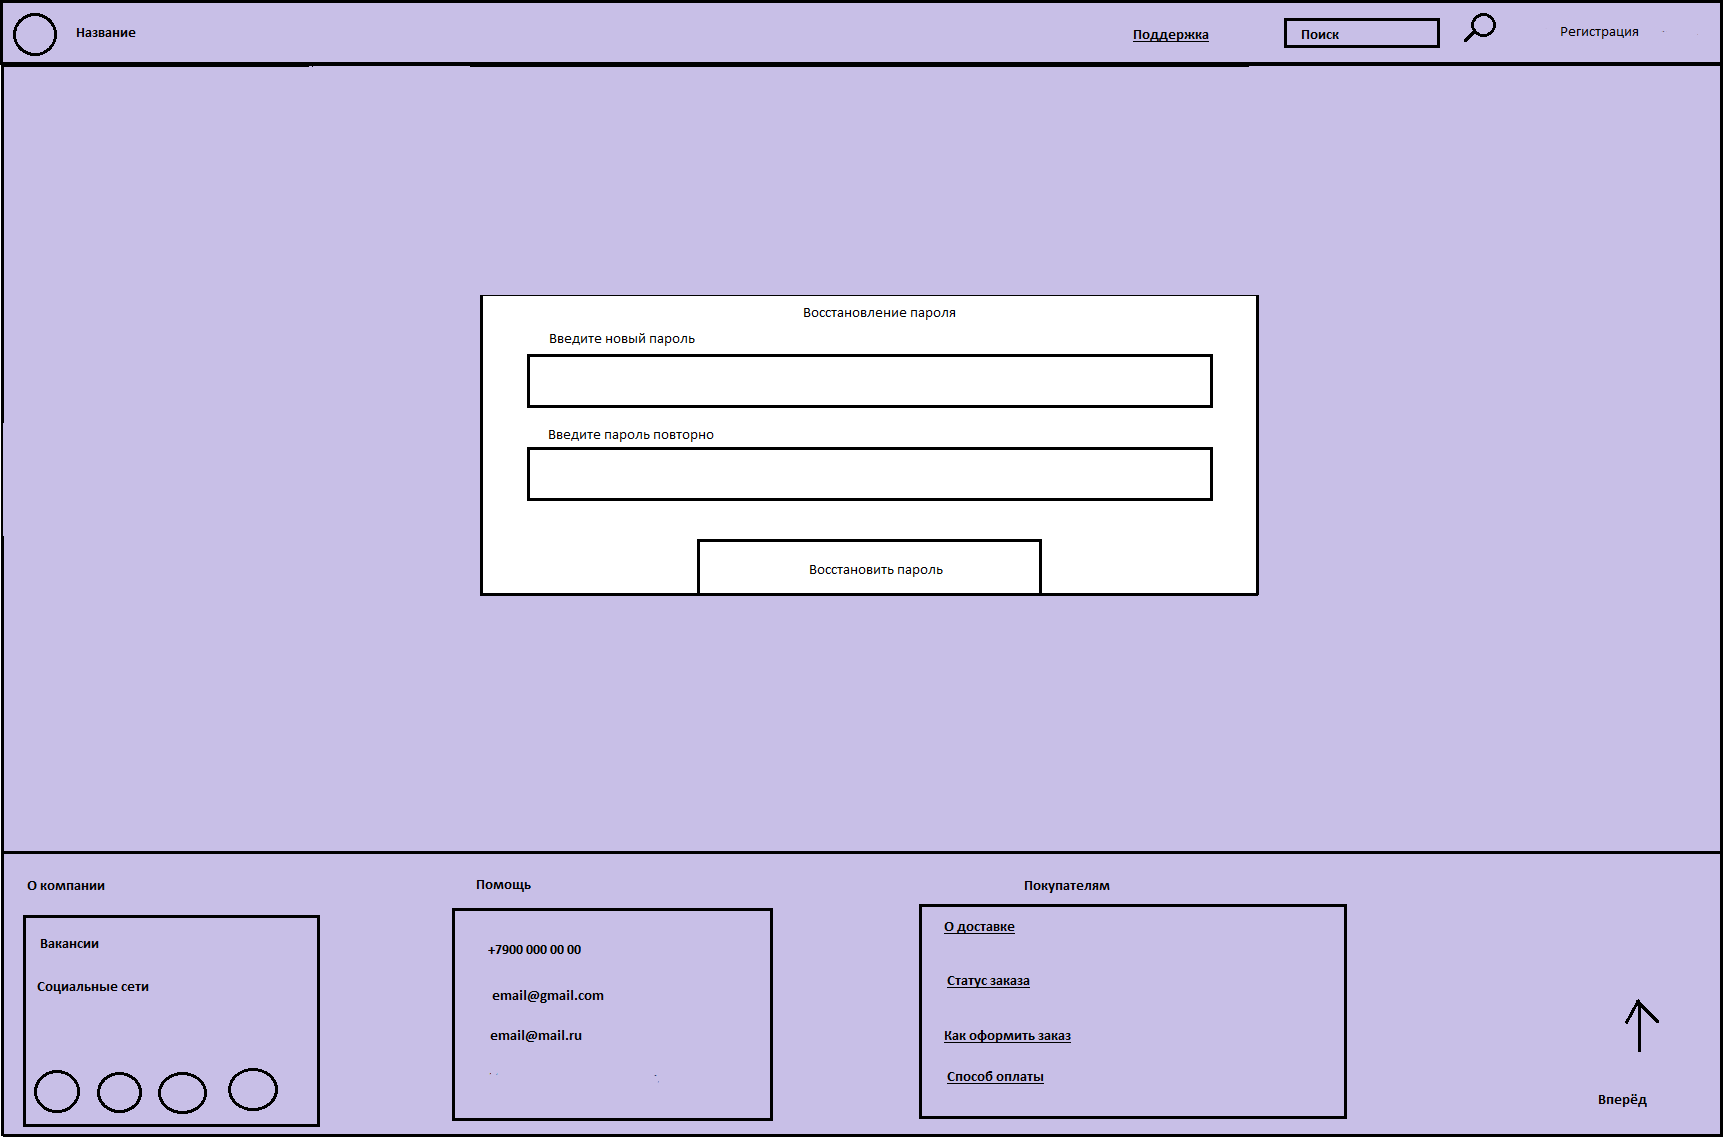 Название
Поддержка
Поиск
Регистрация
Восстановление пароля
Введите новый пароль
Введите пароль повторно
Восстановить пароль
О компании
Вакансии
Социальные сети
Помощь
+7900 000 00 00
email@gmail.com
email@mail.ru
Покупателям
О доставке
Статус заказа
Как оформить заказ
Способ оплаты
Вперёд